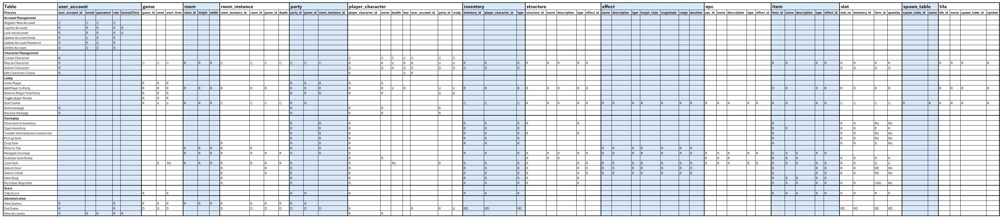 Table user_account game room room_instance party player_character inventory structure effect npc item slot spawn_table tile
Process user_account_id email password role lockoutTime game_id seed start_time room_id height width room_instance_id room_id game_id depth party_id game_id room_instance_id player_character_id name health hue user_account_id party_id ready inventory_id player_character_id type structure_id name description type effect_id name description type target_style magnitude range duration npc_id name description type effect_id item_id name description type effect_id slot_no inventory_id item_id quantity spawn_table_id name tile_id name spawn_table_id symbol
Account Management
Register New Account C C C C
Log into Account R R R R R
Lock out Account R R R R U
Update Account Email R U R R
Update Account Password R R U R
Delete Account D D D D
Character Management
Create Character R C C C C C C C
Play as Character R C C C R R R C C C C C C C R R U R R U U R R R R R R R R R R R R R R R R R R R R
Delete Character R D D D D D D D D D D D D D D
Edit Character Colour R R U R
Lobby
Invite Player R R R R R R R R
Add Player to Party R R R R R R R R R R R R R R U R U U R R R R R R R R R R R R R R R R R R R R
Remove Player from Party R R R R R R R R D D
Toggle player Ready R R R
Start Game R U U R R R C C C C R R C C C R R R R R R R R R R R R R R R R R R R R R C C C C R R R R R R
Send message R R R R R
Receive message R R R R R
Gameplay
Move Item in Inventory R R R R R R R R R R R RU RU
Open Inventory R R R R R R R R R R R R
Transfer Item between inventories R R R R R R R R R R R RU RU
Pick up Item R R R R R R R R R RU RU
Drop Item R R R R R R R R R R D RU
Move to Tile R R R R R R R R R R R R R R R
Navigate Doorway R R R R R R R R R R R R R R R R R R R R R R R R R R R R R R R R R R
Examine Item/Entity R R R R R R R R R R R R R R R
Cast Gem R RU R R R R R R R R R RU R R R R R R R R R R R R R R R R R R R R R R R R R R R D U
Unlock Door R R R R R R R R R R R R R R R R R R R R R R RD RU
Unlock Chest R R R R R R R R R R R R R R R R R R R R R R RD RU
View Shop R R R R R R R R R R R R R
Purchase Shop Item R R R R R R R R R R R R R R R CRU RU
Score
Tally Score R R R R R R R R R R R R R R R R R
Administration
View Games R R R R R R R R R R R R R R
End Game R R D D D D D D D D D D R R R U RD RD RD RD RD RD RD
View Accounts R R R R R R R